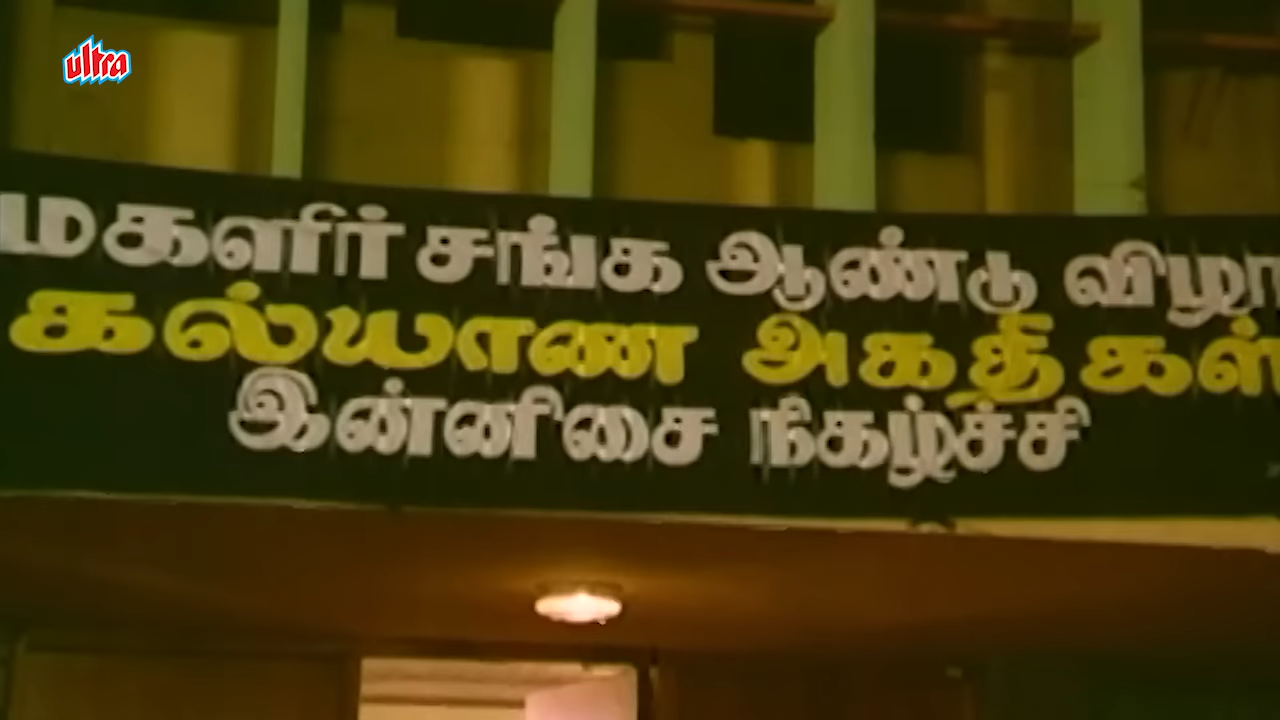 ultra
மகளிர் சங்க ஆண்டு விழா
கல்யாண அகதிகள்
இன்னிசை நிகழ்ச்சி